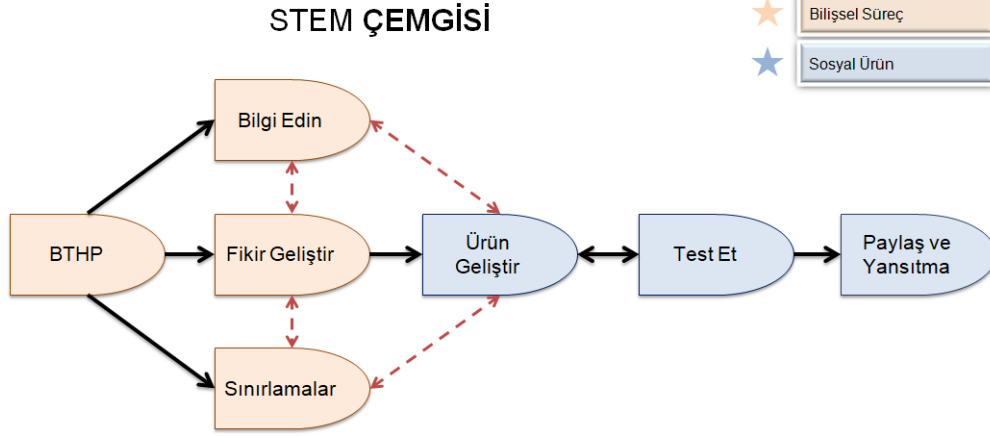 STEM ÇEMGİSİ
Bilişsel Süreç
Sosyal Ürün
Bilgi Edin
BTHP
Fikir Geliştir
Ürün
Geliştir
Test Et
Paylaş ve
Yansıtma
Sınırlamalar